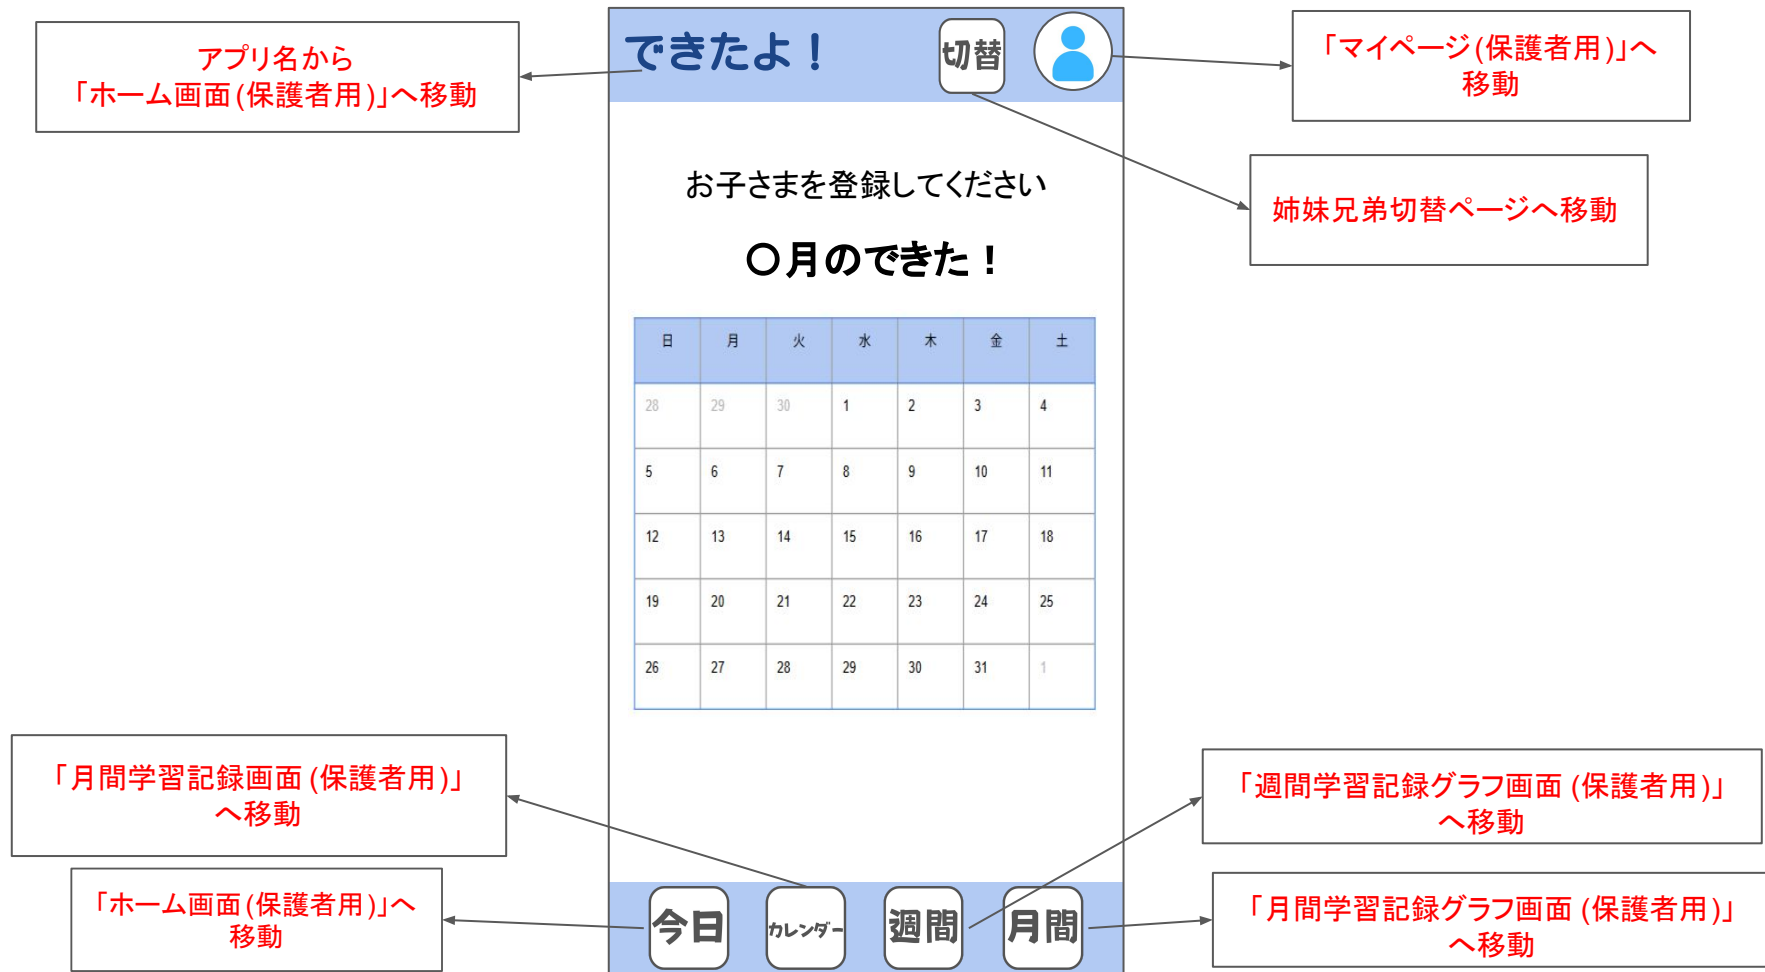 アプリ名から
「ホーム画面(保護者用)」へ移動
できたよ！
切替
「マイページ(保護者用)」へ
移動
姉妹兄弟切替ページへ移動
お子さまを登録してください
〇月のできた！
日 月 火 水 木 金 土
28 29 30 1 2 3 4
5 6 7 8 9 10 11
12 13 14 15 16 17 18
19 20 21 22 23 24 25
26 27 28 29 30 31 1
「月間学習記録画面(保護者用)」
へ移動
「週間学習記録グラフ画面(保護者用)」
へ移動
「ホーム画面(保護者用)」へ
移動
今日
カレンダー
週間
月間
「月間学習記録グラフ画面(保護者用)」
へ移動